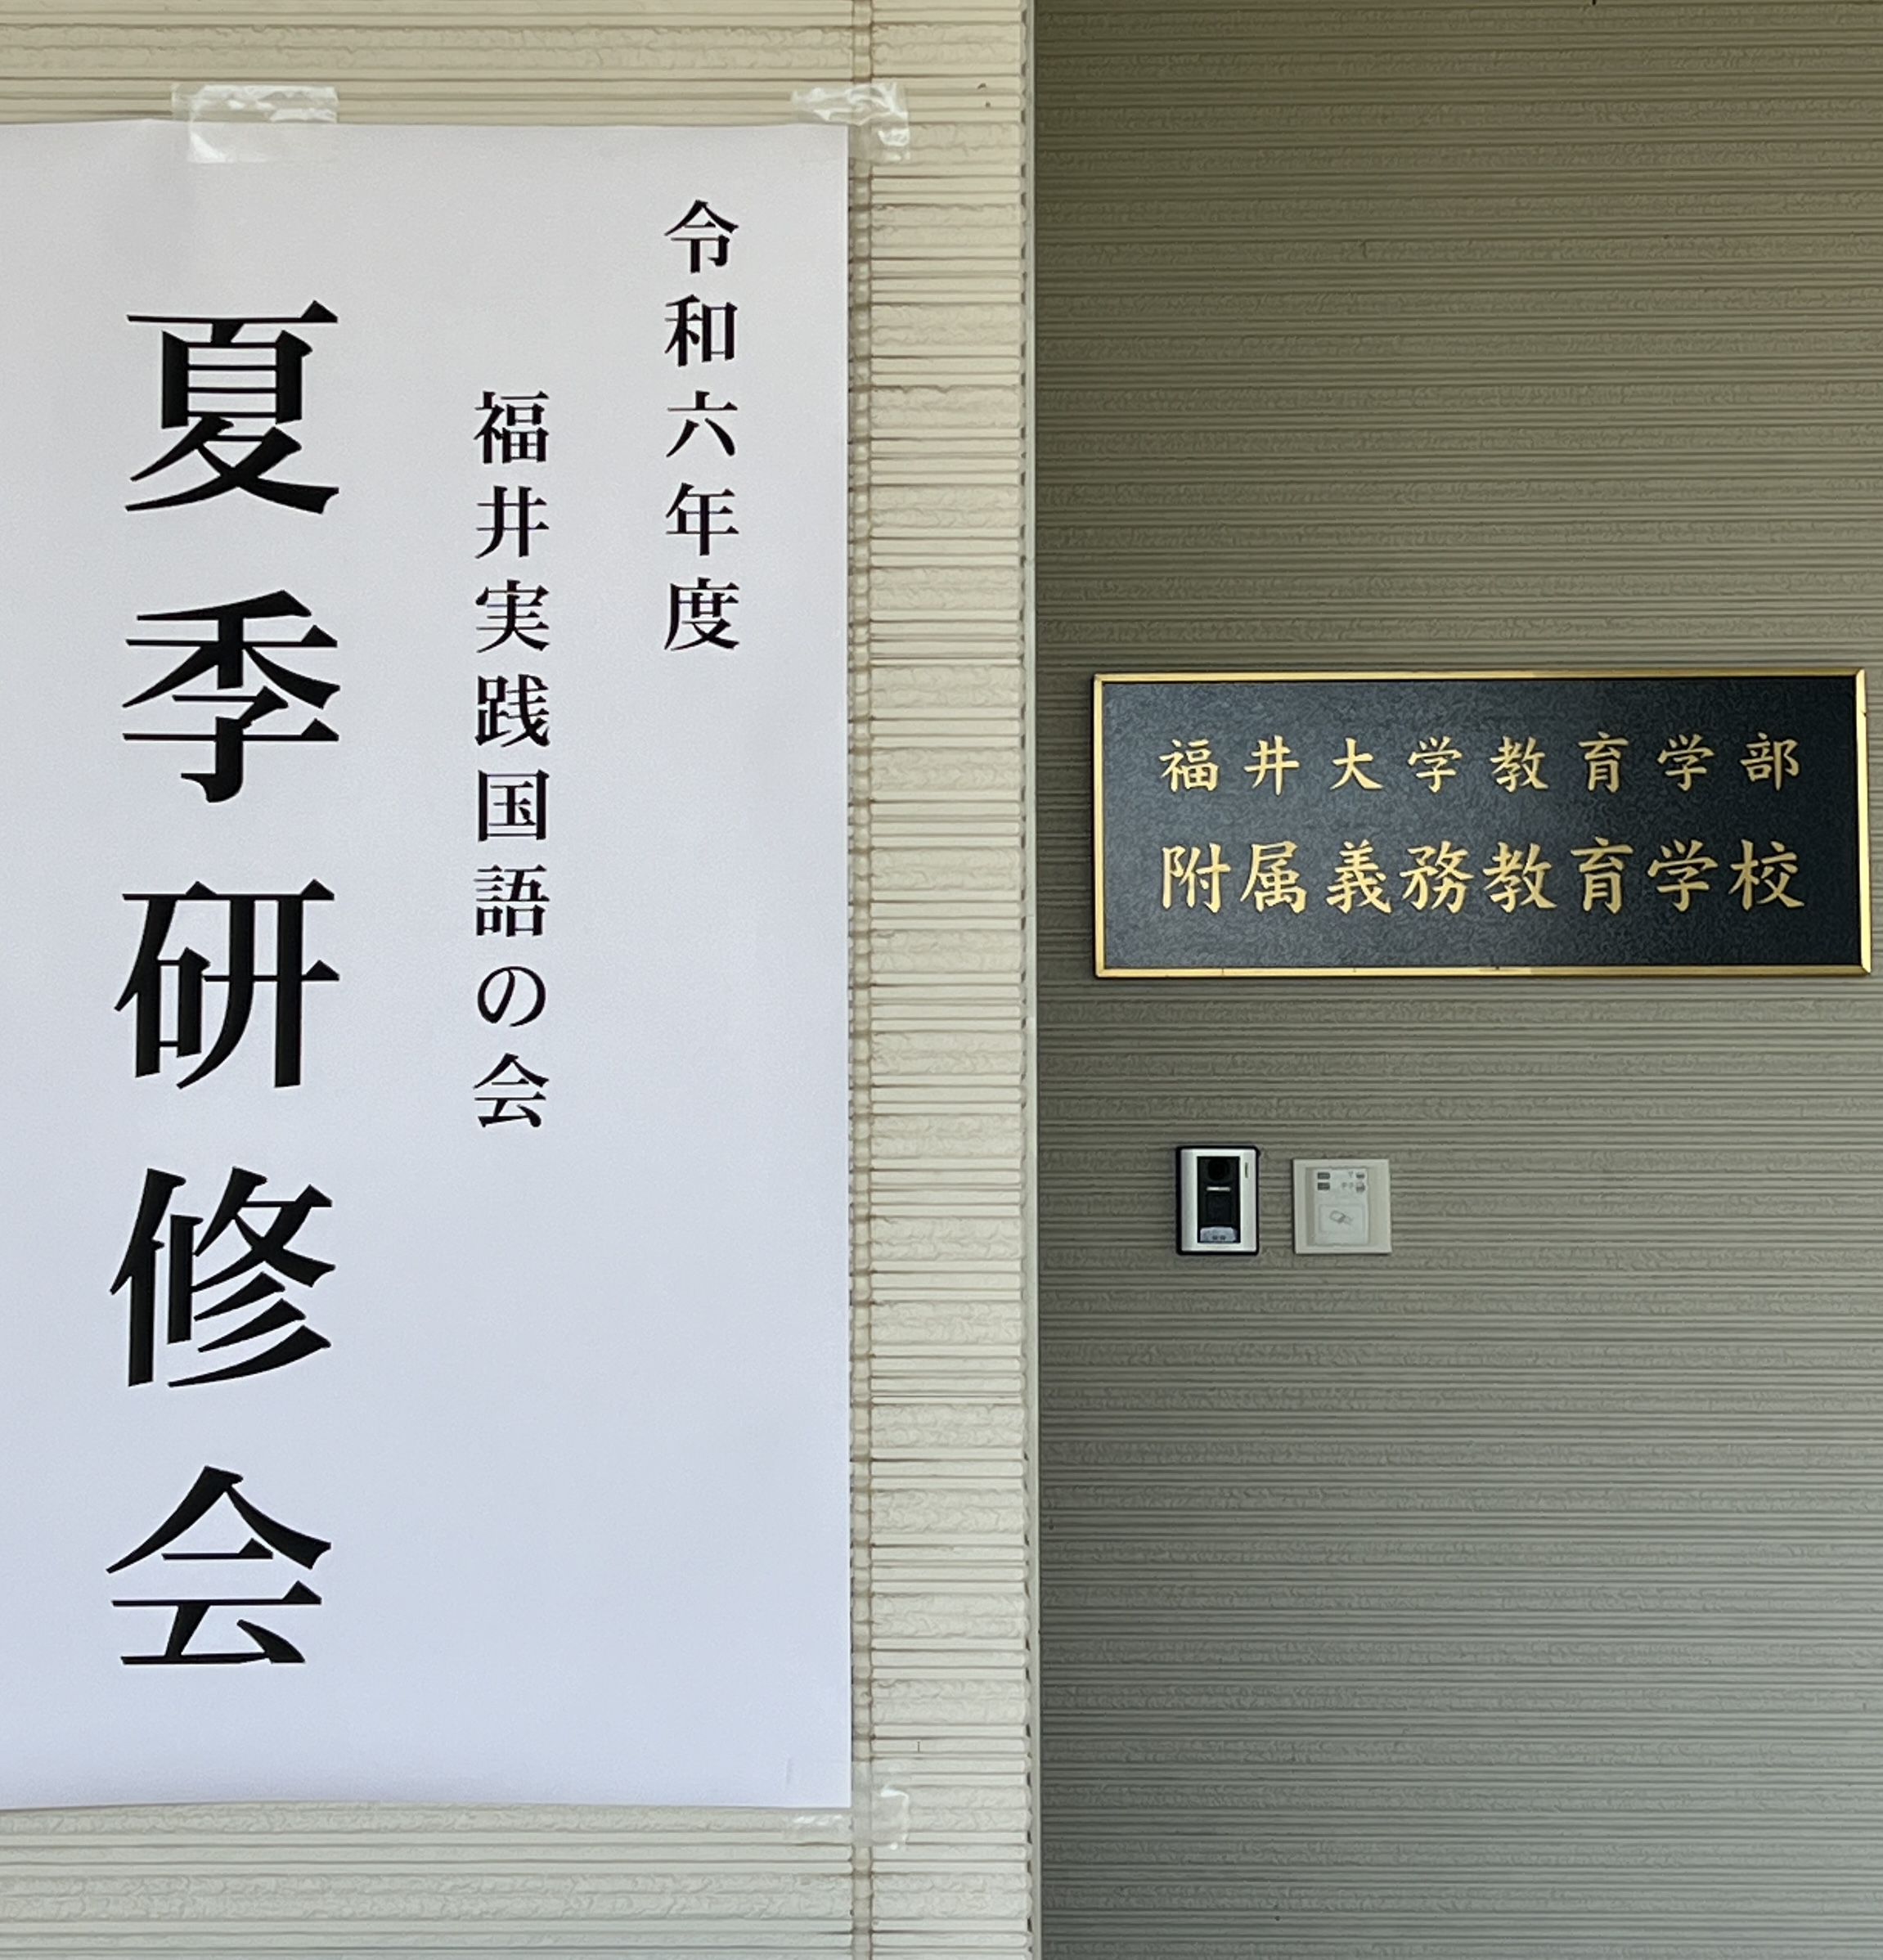 令和六年度
福井実践国語の会
夏季研修会
福井大学教育学部
附属義務教育学校